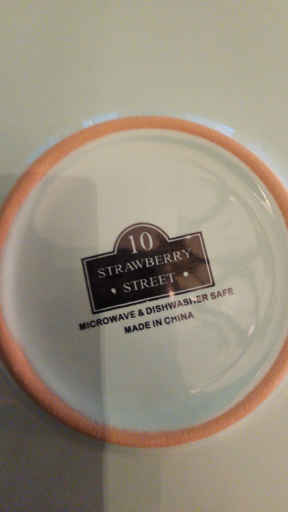 10
STRAWBERRY
• STREET •
MICROWAVE & DISHWASHER SAFE
MADE IN CHINA